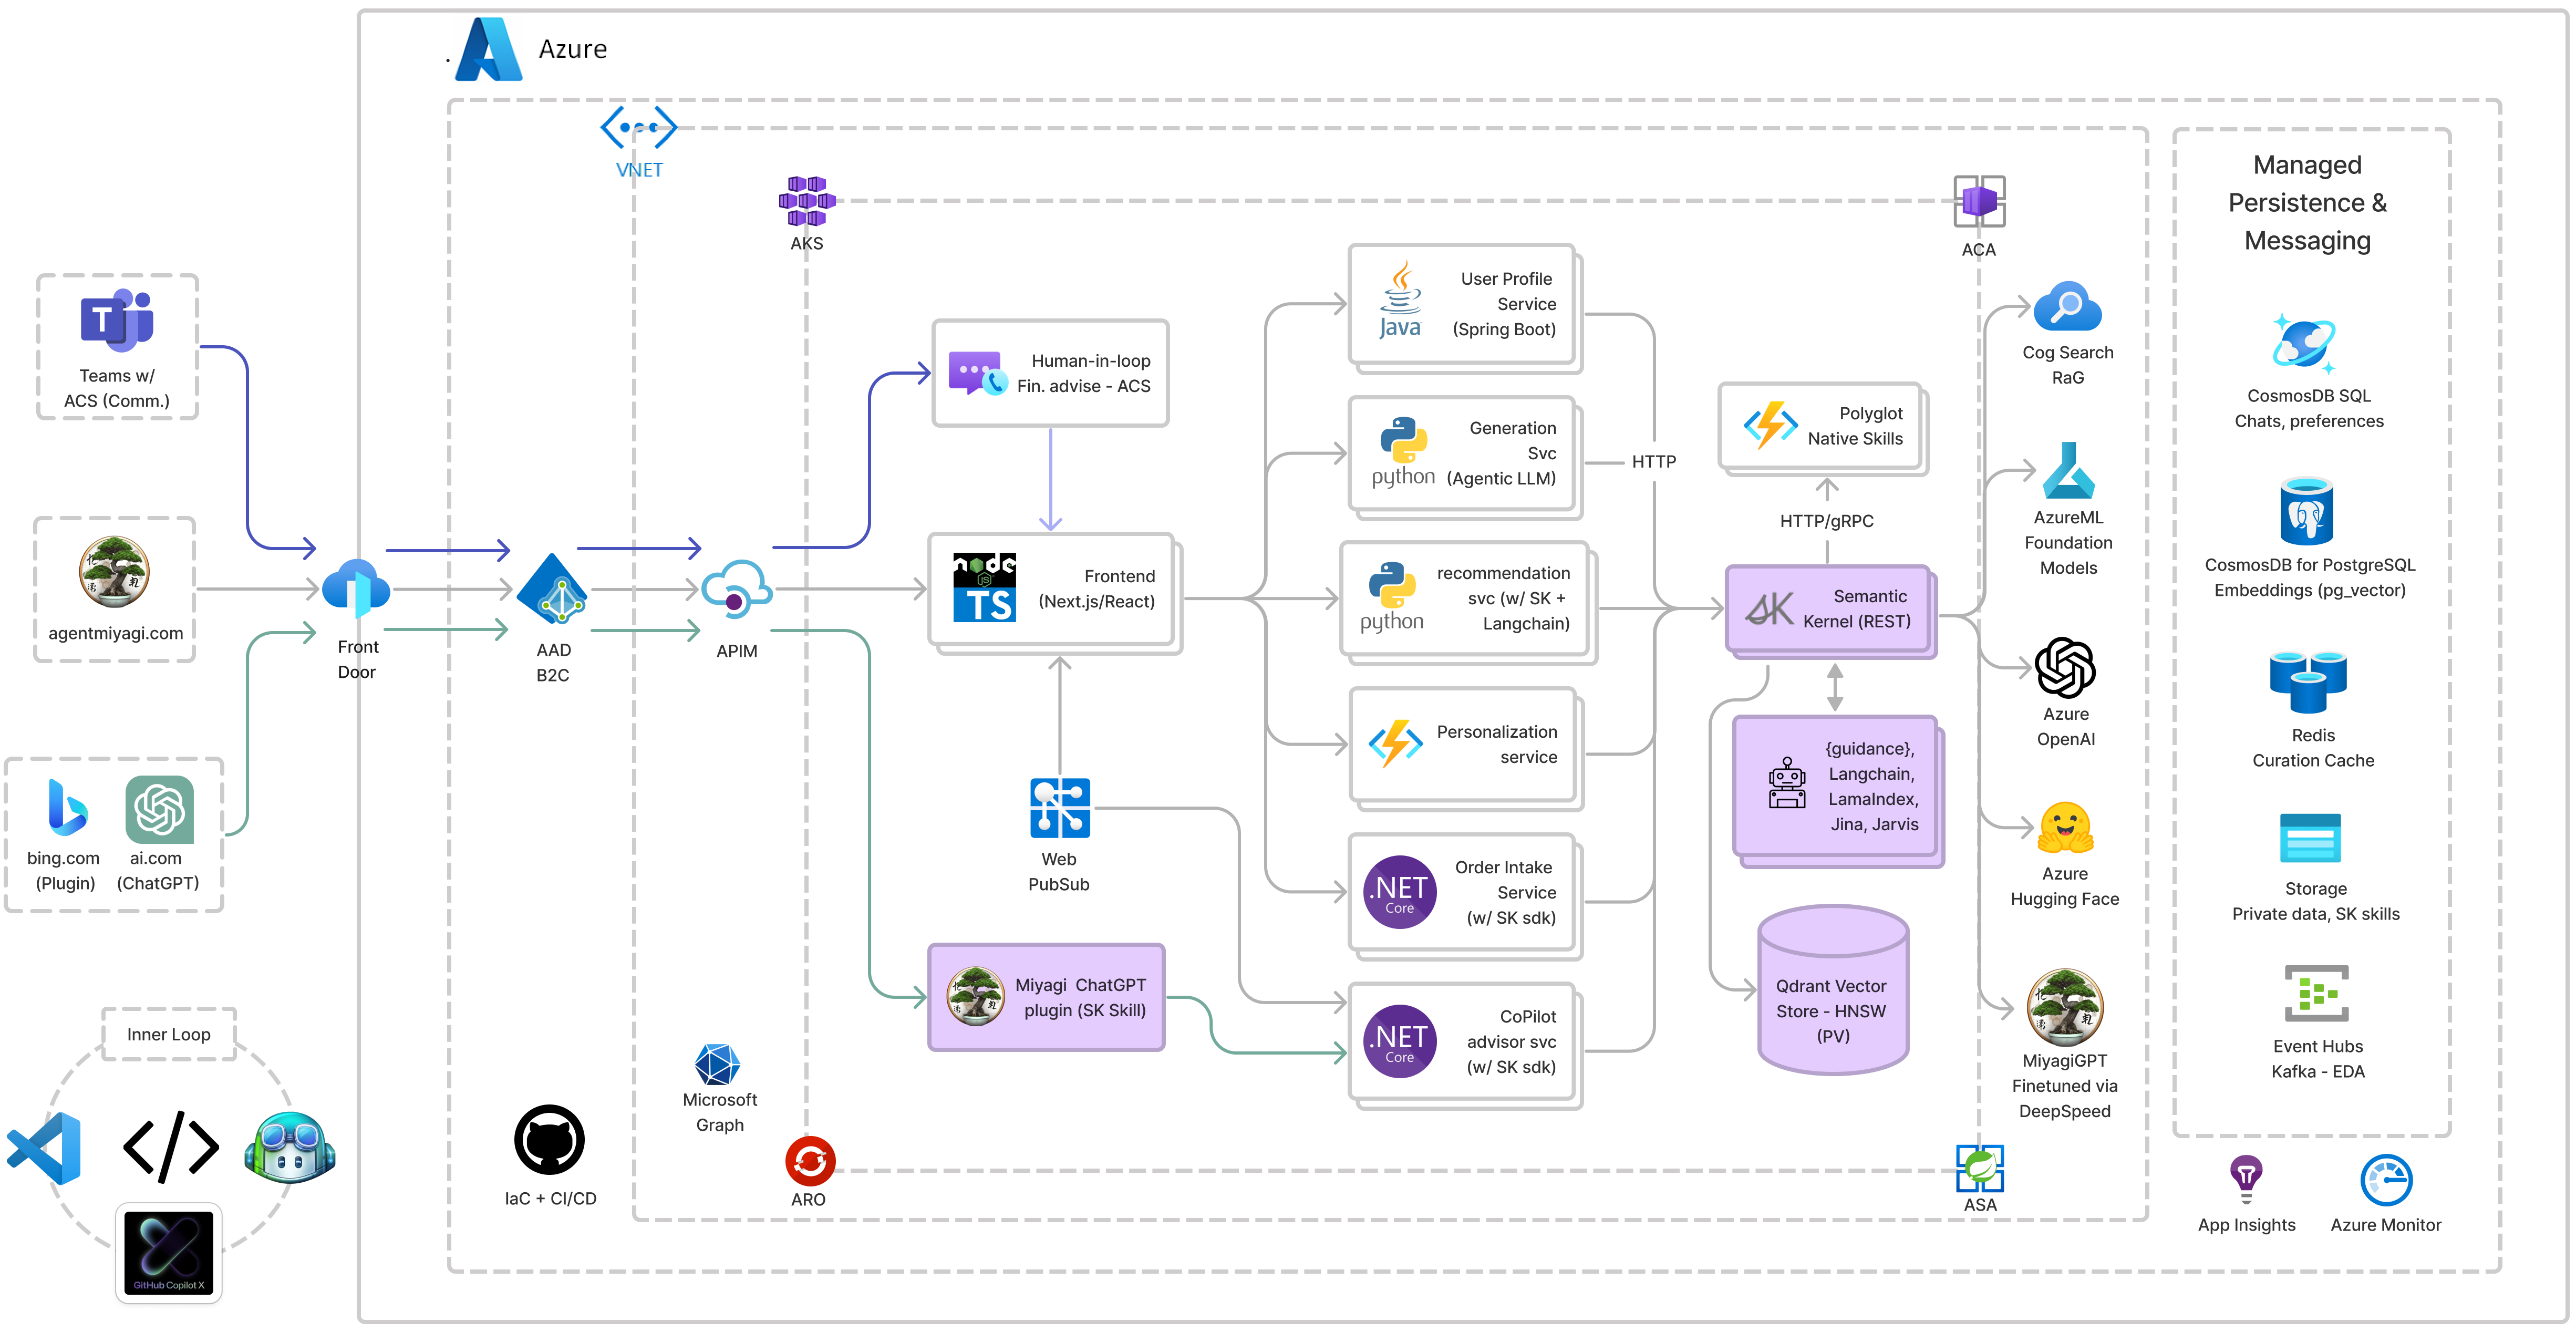 Azure
VNET
AKS
ACA
Managed
Persistence &
Messaging
T
Teams w/
ACS (Comm.)
agentmiyagi.com
bing.com
(Plugin)
ai.com
(ChatGPT)
Front
Door
AAD
B2C
APIM
Human-in-loop
Fin. advise - ACS
node
JS
TS
Frontend
(Next.js/React)
Web
PubSub
Miyagi ChatGPT
plugin (SK Skill)
Java
User Profile
Service
(Spring Boot)
python
Generation
Svc
(Agentic LLM)
python
recommendation
svc (w/ SK +
Langchain)
Personalization
service
.NET
Core
Order Intake
Service
(w/ SK sdk)
.NET
Core
CoPilot
advisor svc
(w/ SK sdk)
HTTP
Polyglot
Native Skills
HTTP/gRPC
SK
Semantic
Kernel (REST)
{guidance},
Langchain,
LamaIndex,
Jina, Jarvis
Qdrant Vector
Store - HNSW
(PV)
Cog Search
RaG
AzureML
Foundation
Models
Azure
OpenAI
Azure
Hugging Face
MiyagiGPT
Finetuned via
DeepSpeed
CosmosDB SQL
Chats, preferences
CosmosDB for PostgreSQL
Embeddings (pg_vector)
Redis
Curation Cache
Storage
Private data, SK skills
Event Hubs
Kafka - EDA
Inner Loop
</>
GitHub Copilot X
IaC + CI/CD
Microsoft
Graph
ARO
ASA
App Insights
Azure Monitor